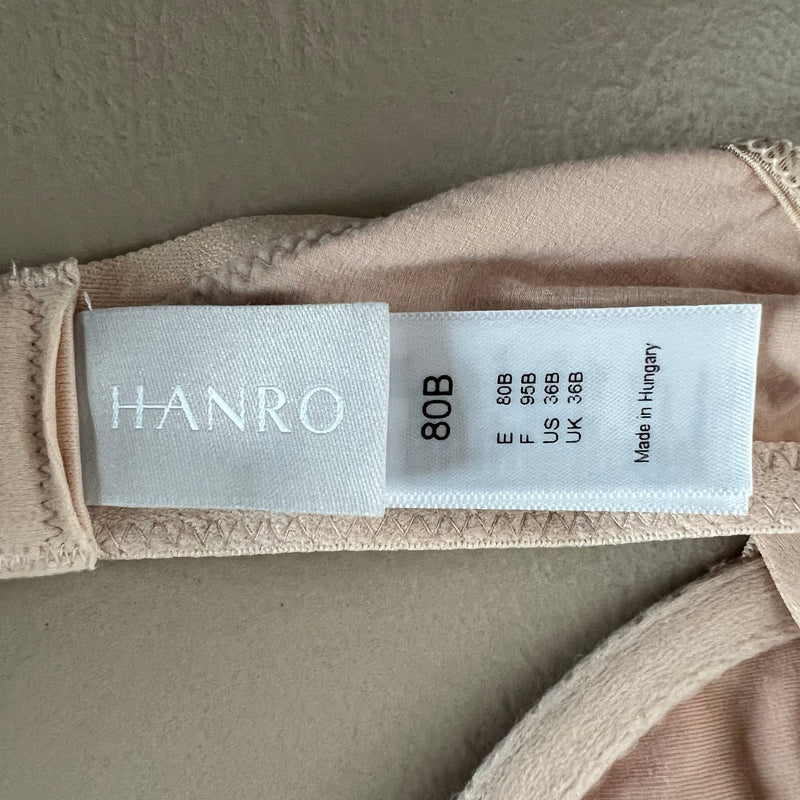 HANRO
80B
E 80B
F 95B
US 36B
UK 36B
Made in Hungary